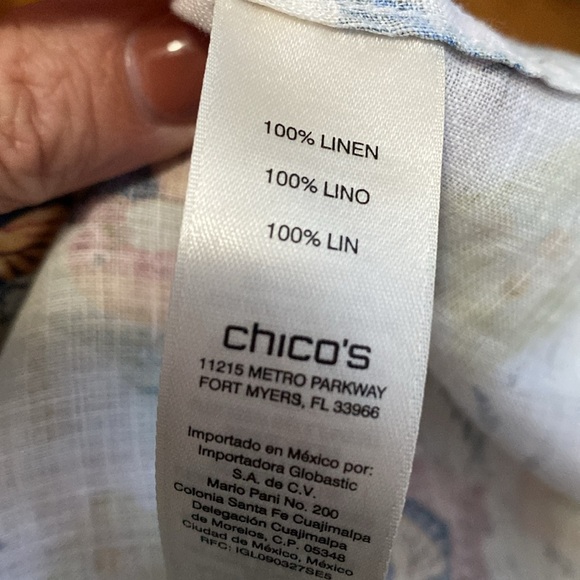 100% LINEN
100% LINO
100% LIN
chico's
11215 METRO PARKWAY
FORT MYERS, FL 33966
Importado en México por:
Importadora Globastic
S.A. de C.V.
Mario Pani No. 200
Colonia Santa Fe Cuajimalpa
Delegación Cuajimalpa
de Morelos, C.P. 05348
Ciudad de México, México
RFC: IGL090327SE5